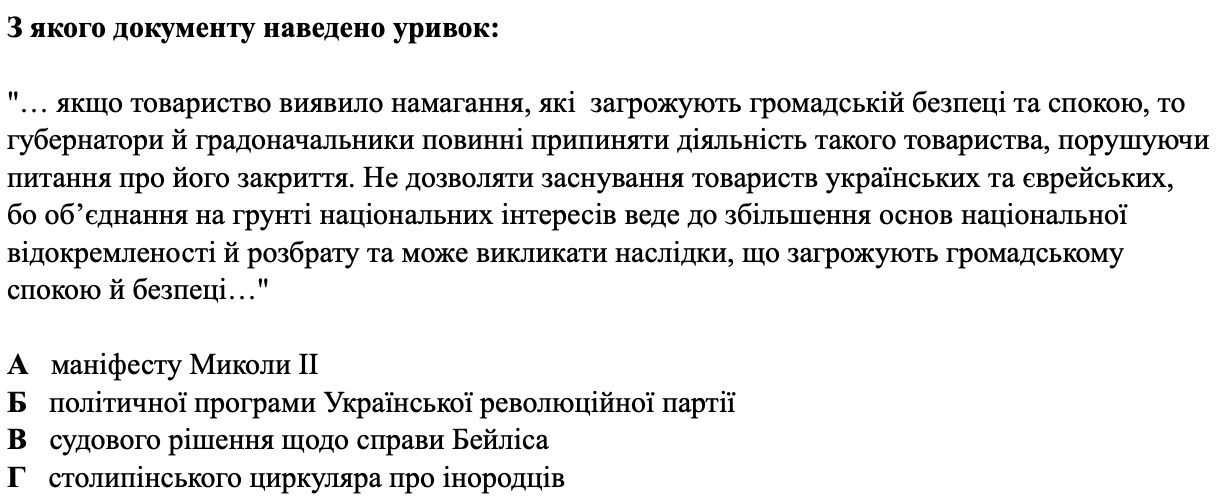 З якого документу наведено уривок:
"… якщо товариство виявило намагання, які загрожують громадській безпеці та спокою, то
губернатори й градоначальники повинні припиняти діяльність такого товариства, порушуючи
питання про його закриття. Не дозволяти заснування товариств українських та єврейських,
бо об’єднання на грунті національних інтересів веде до збільшення основ національної
відокремленості й розбрату та може викликати наслідки, що загрожують громадському
спокою й безпеці…"
А маніфесту Миколи ІІ
Б політичної програми Української революційної партії
В судового рішення щодо справи Бейліса
Г столипінського циркуляра про інородців